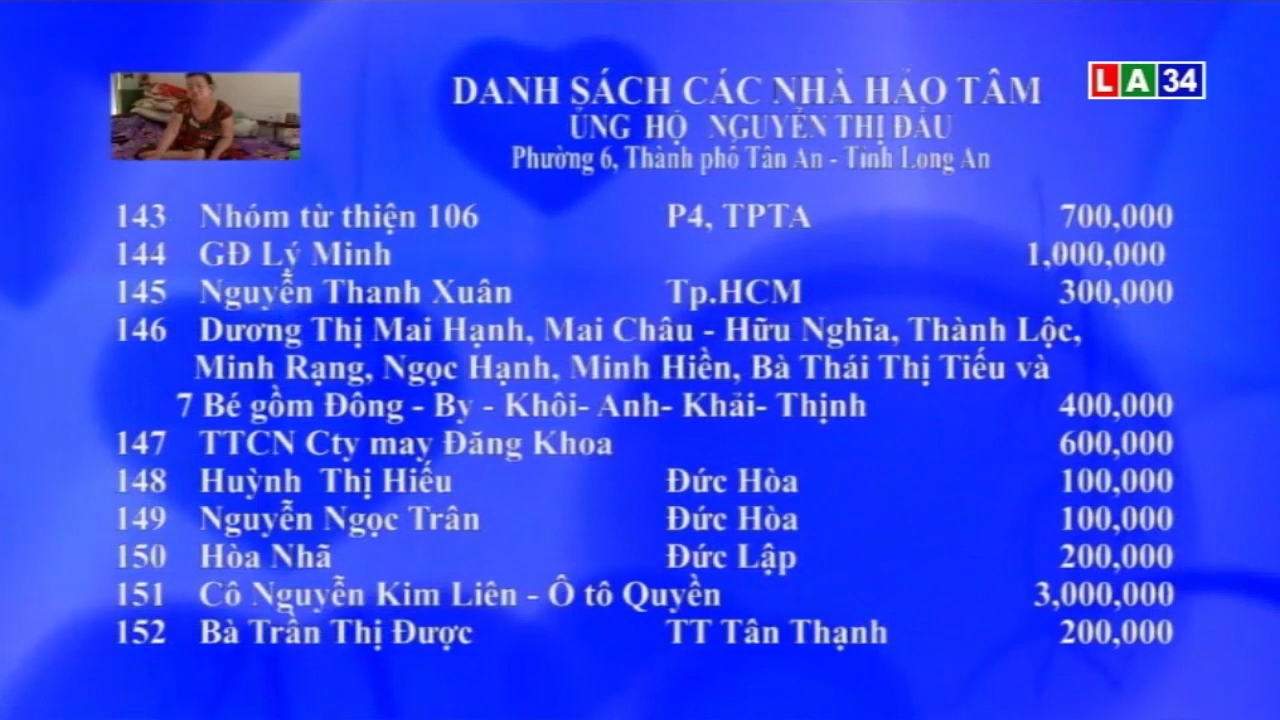 DANH SÁCH CÁC NHÀ HẢO TÂM
LA34
ỦNG HỘ NGUYỄN THỊ ĐẤU
Phường 6, Thành phố Tân An - Tỉnh Long An
143 Nhóm từ thiện 106 P4, TPTA 700,000
144 GĐ Lý Minh 1,000,000
145 Nguyễn Thanh Xuân Tp.HCM 300,000
146 Dương Thị Mai Hạnh, Mai Châu - Hữu Nghĩa, Thành Lộc,
Minh Rạng, Ngọc Hạnh, Minh Hiền, Bà Thái Thị Tiếu và
7 Bé gồm Đông - By - Khôi- Anh- Khải- Thịnh 400,000
147 TTCN Cty may Đăng Khoa 600,000
148 Huỳnh Thị Hiếu Đức Hòa 100,000
149 Nguyễn Ngọc Trân Đức Hòa 100,000
150 Hòa Nhã Đức Lập 200,000
151 Cô Nguyễn Kim Liên - Ô tô Quyền 3,000,000
152 Bà Trần Thị Được TT Tân Thạnh 200,000